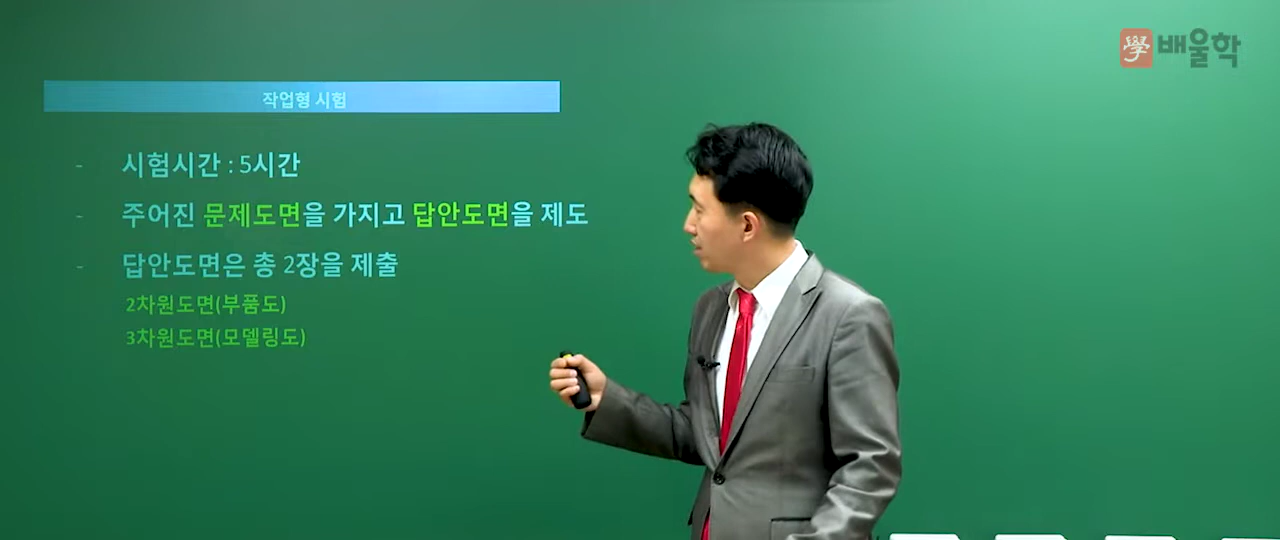 學 배울학
작업형 시험
- 시험시간 : 5시간
- 주어진 문제도면을 가지고 답안도면을 제도
- 답안도면은 총 2장을 제출
2차원도면(부품도)
3차원도면(모델링도)